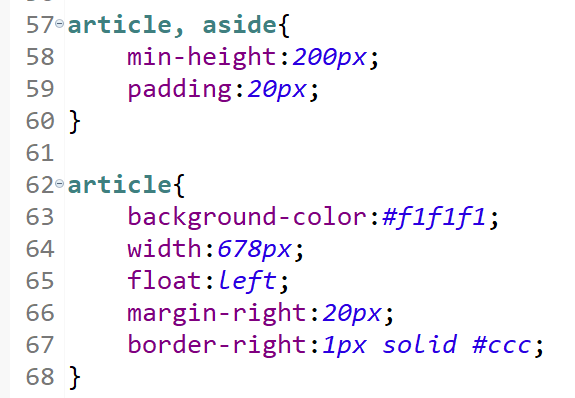 57 article, aside{
58 min-height:200px;
59 padding:20px;
60 }
61
62 article{
63 background-color:#f1f1f1;
64 width:678px;
65 float:left;
66 margin-right:20px;
67 border-right:1px solid #ccc;
68 }